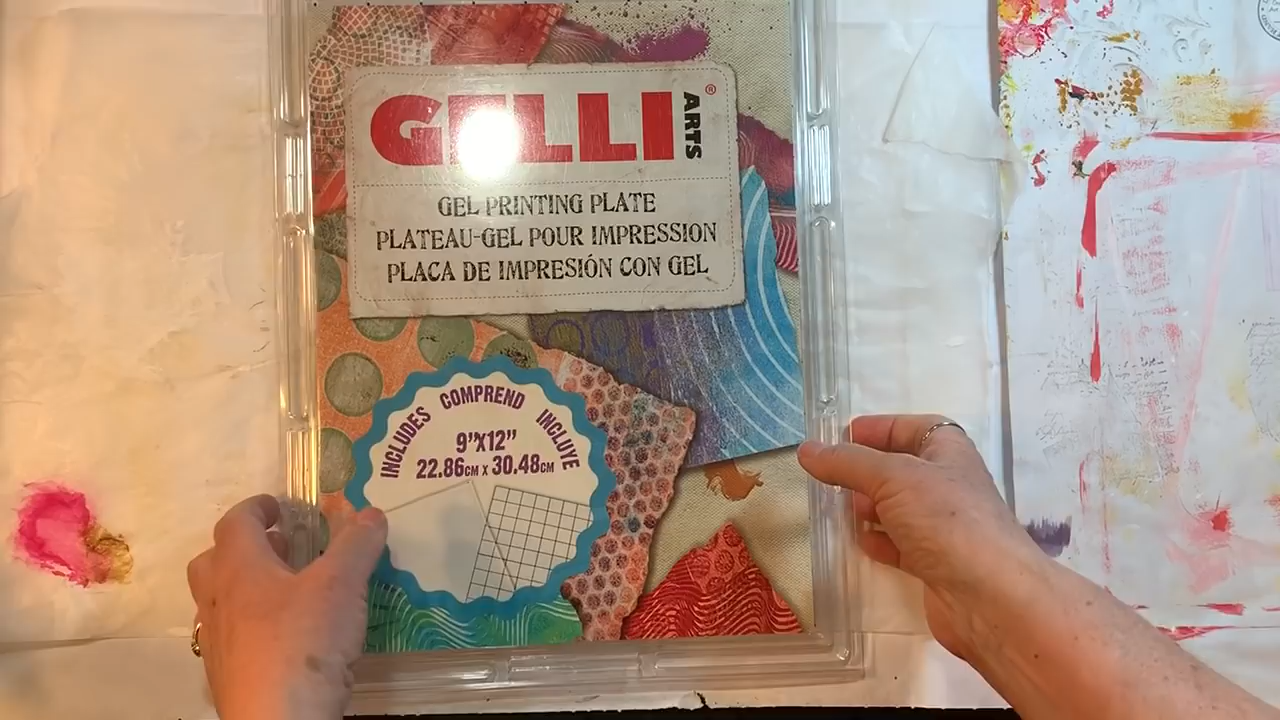 GELLI ARTS®
GEL PRINTING PLATE
PLATEAU-GEL POUR IMPRESSION
PLACA DE IMPRESIÓN CON GEL
INCLUDES COMPREND INCLUYE
9”X12”
22.86CM X 30.48CM